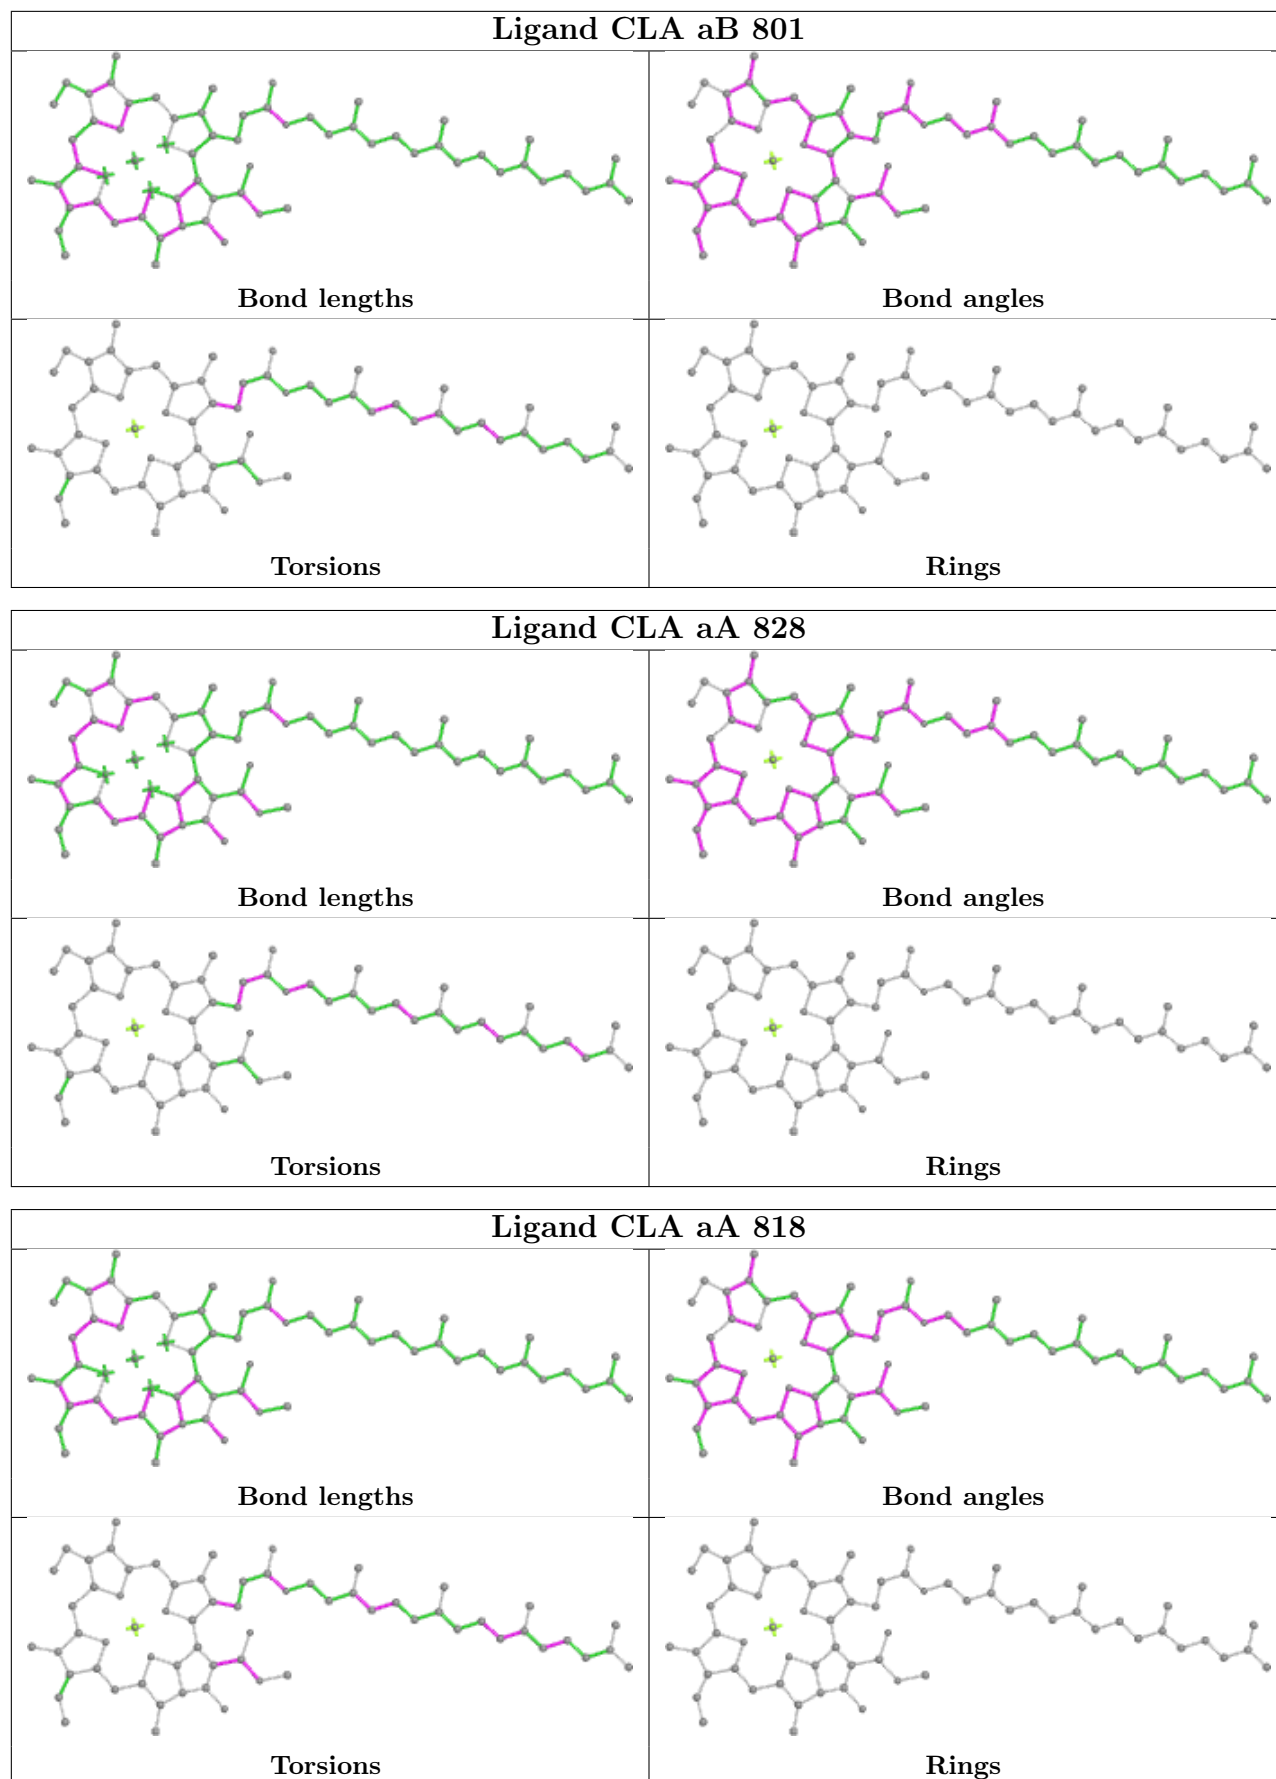 Ligand CLA aB 801
Bond lengths
Bond angles
Torsions
Rings
Ligand CLA aA 828
Bond lengths
Bond angles
Torsions
Rings
Ligand CLA aA 818
Bond lengths
Bond angles
Torsions
Rings